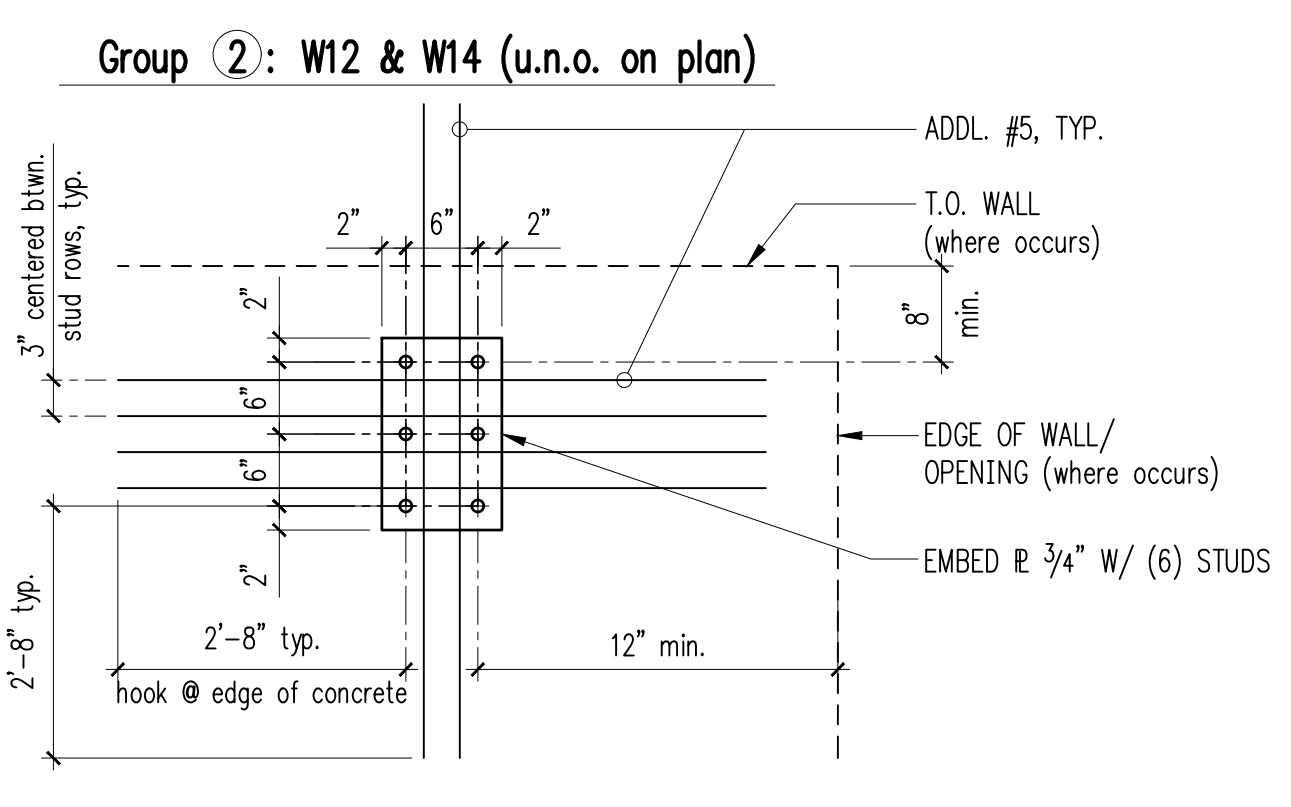 Group 2: W12 & W14 (u.n.o. on plan)
ADDL. #5, TYP.
3" centered btwn.
stud rows, typ.
T.O. WALL
(where occurs)
2"
6"
2"
2"
8"
min.
6"
EDGE OF WALL/
OPENING (where occurs)
6"
EMBED ⅊ 3/4" W/ (6) STUDS
2"
2'-8" typ.
2'-8" typ.
12" min.
hook @ edge of concrete